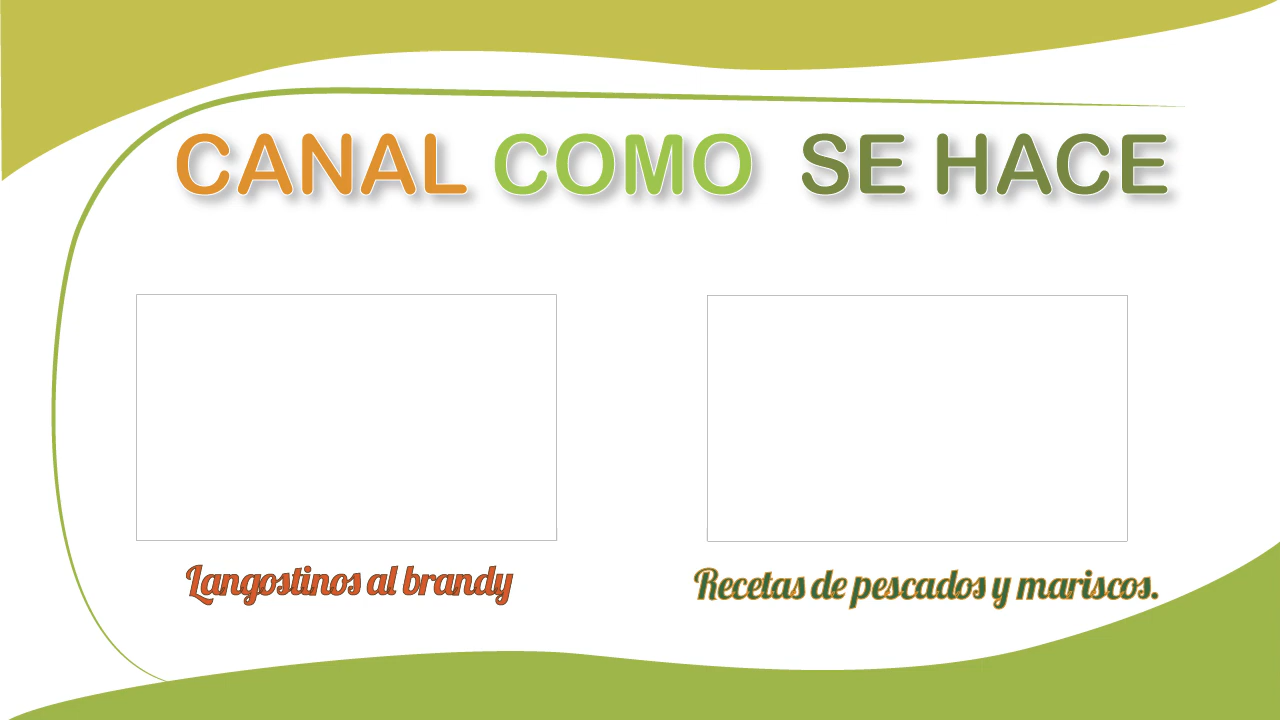 CANAL COMO SE HACE
Langostinos al brandy
Recetas de pescados y mariscos.